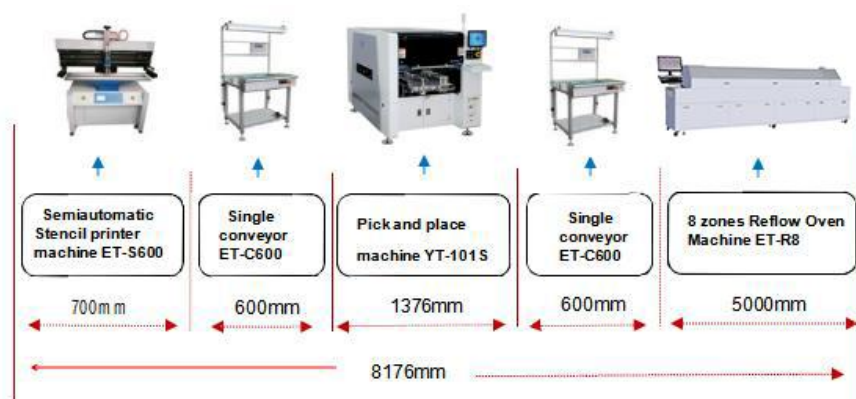 Semiautomatic
Stencil printer
machine ET-S600
Single
conveyor
ET-C600
Pick and place
machine YT-101S
Single
conveyor
ET-C600
8 zones Reflow Oven
Machine ET-R8
700mm
600mm
1376mm
600mm
5000mm
8176mm